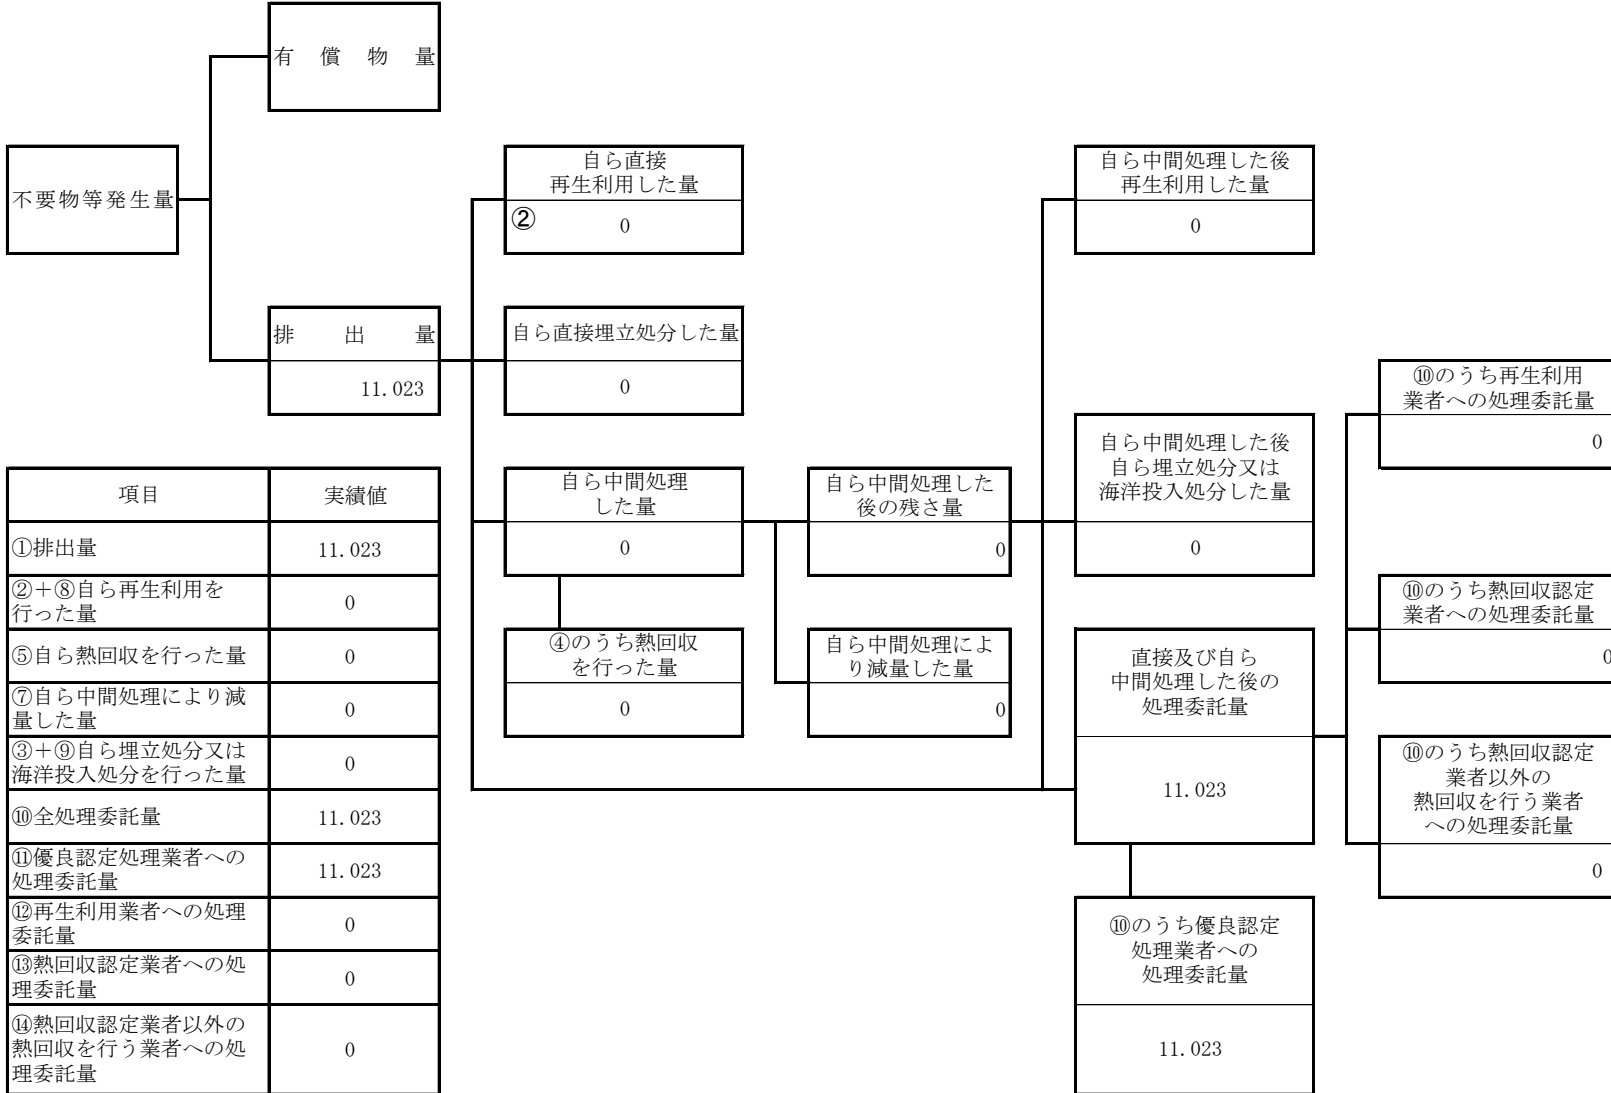 有償物量
不要物等発生量
自ら直接
再生利用した量
②
0
自ら中間処理した後
再生利用した量
0
排出量
11.023
自ら直接埋立処分した量
0
⑩のうち再生利用
業者への処理委託量
0
自ら中間処理
した量
0
自ら中間処理した
後の残さ量
0
自ら中間処理した後
自ら埋立処分又は
海洋投入処分した量
0
⑩のうち熱回収認定
業者への処理委託量
0
④のうち熱回収
を行った量
0
自ら中間処理によ
り減量した量
0
直接及び自ら
中間処理した後の
処理委託量
11.023
⑩のうち熱回収認定
業者以外の
熱回収を行う業者
への処理委託量
0
⑩のうち優良認定
処理業者への
処理委託量
11.023
項目 実績値
①排出量 11.023
②+⑧自ら再生利用を
行った量 0
⑤自ら熱回収を行った量 0
⑦自ら中間処理により減
量した量 0
③+⑨自ら埋立処分又は
海洋投入処分を行った量 0
⑩全処理委託量 11.023
⑪優良認定処理業者への
処理委託量 11.023
⑫再生利用業者への処理
委託量 0
⑬熱回収認定業者への処
理委託量 0
⑭熱回収認定業者以外の
熱回収を行う業者への処
理委託量 0